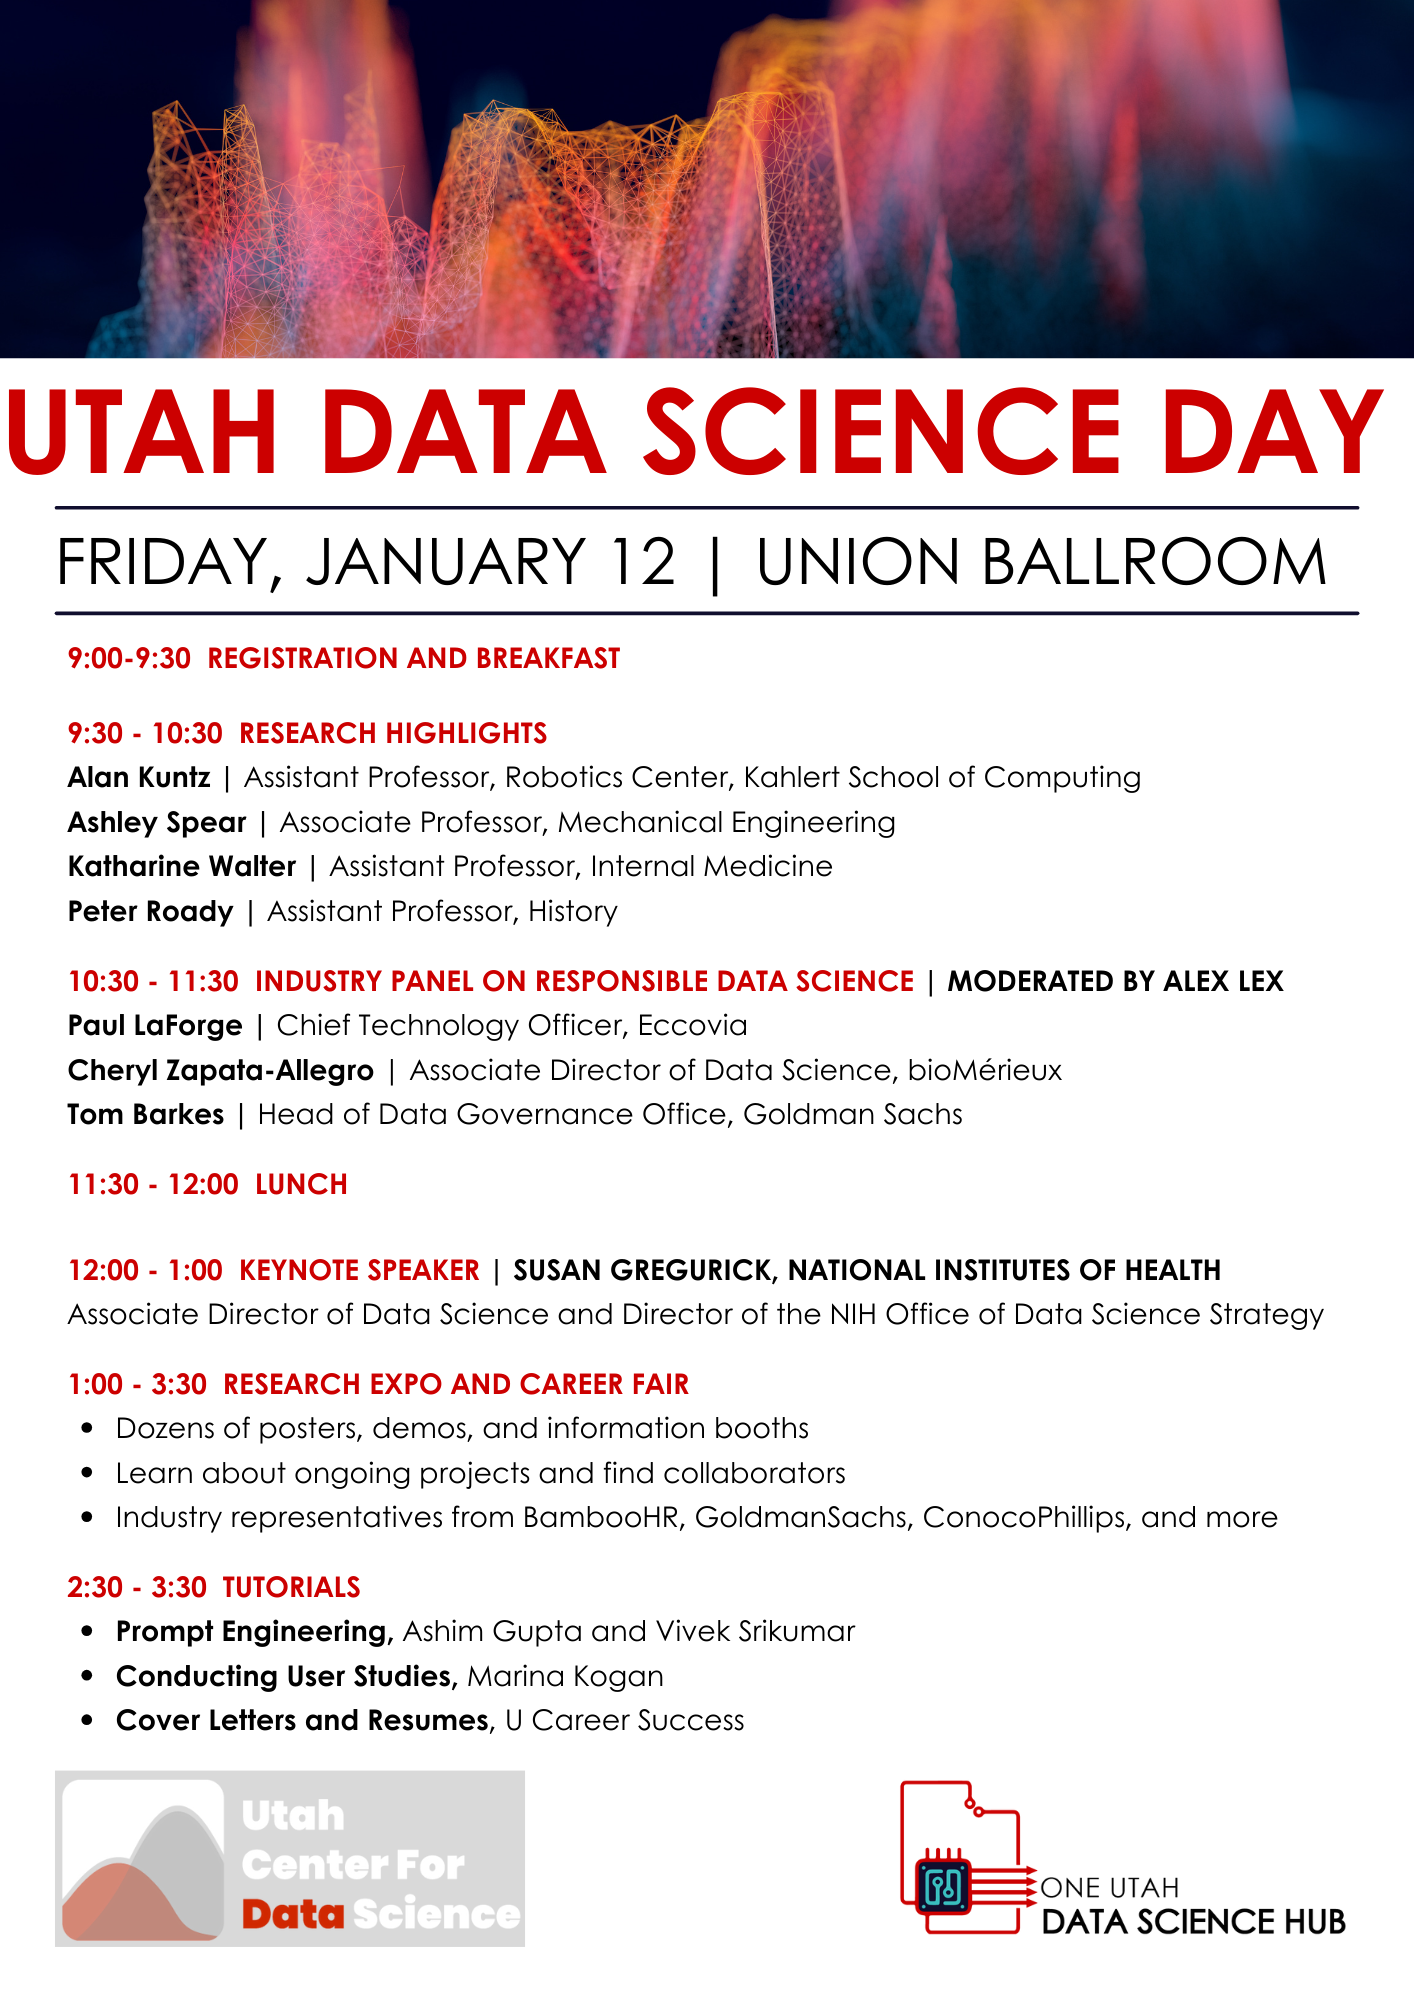 UTAH DATA SCIENCE DAY
FRIDAY, JANUARY 12 | UNION BALLROOM
9:00-9:30 REGISTRATION AND BREAKFAST
9:30 - 10:30 RESEARCH HIGHLIGHTS
Alan Kuntz | Assistant Professor, Robotics Center, Kahlert School of Computing
Ashley Spear | Associate Professor, Mechanical Engineering
Katharine Walter | Assistant Professor, Internal Medicine
Peter Roady | Assistant Professor, History
10:30 - 11:30 INDUSTRY PANEL ON RESPONSIBLE DATA SCIENCE | MODERATED BY ALEX LEX
Paul LaForge | Chief Technology Officer, Eccovia
Cheryl Zapata-Allegro | Associate Director of Data Science, bioMérieux
Tom Barkes | Head of Data Governance Office, Goldman Sachs
11:30 - 12:00 LUNCH
12:00 - 1:00 KEYNOTE SPEAKER | SUSAN GREGURICK, NATIONAL INSTITUTES OF HEALTH
Associate Director of Data Science and Director of the NIH Office of Data Science Strategy
1:00 - 3:30 RESEARCH EXPO AND CAREER FAIR
• Dozens of posters, demos, and information booths
• Learn about ongoing projects and find collaborators
• Industry representatives from BambooHR, GoldmanSachs, ConocoPhillips, and more
2:30 - 3:30 TUTORIALS
• Prompt Engineering, Ashim Gupta and Vivek Srikumar
• Conducting User Studies, Marina Kogan
• Cover Letters and Resumes, U Career Success
Utah
Center For
Data Science
ONE UTAH
DATA SCIENCE HUB